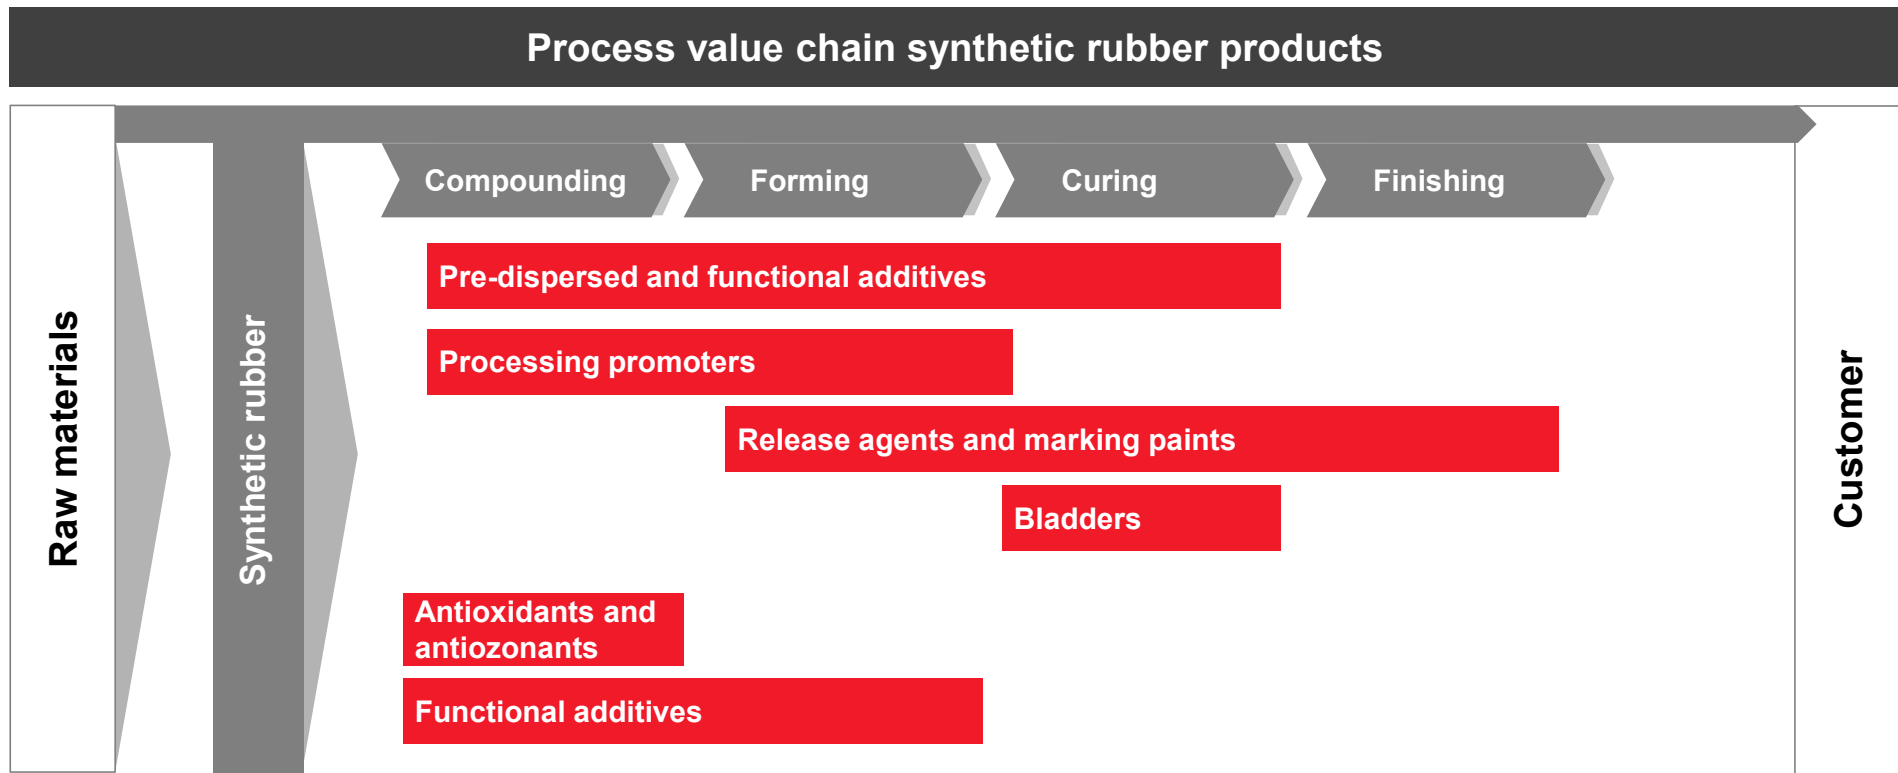 Process value chain synthetic rubber products
Raw materials
Synthetic rubber
Compounding
Forming
Curing
Finishing
Pre-dispersed and functional additives
Processing promoters
Release agents and marking paints
Bladders
Antioxidants and
antiozonants
Functional additives
Customer